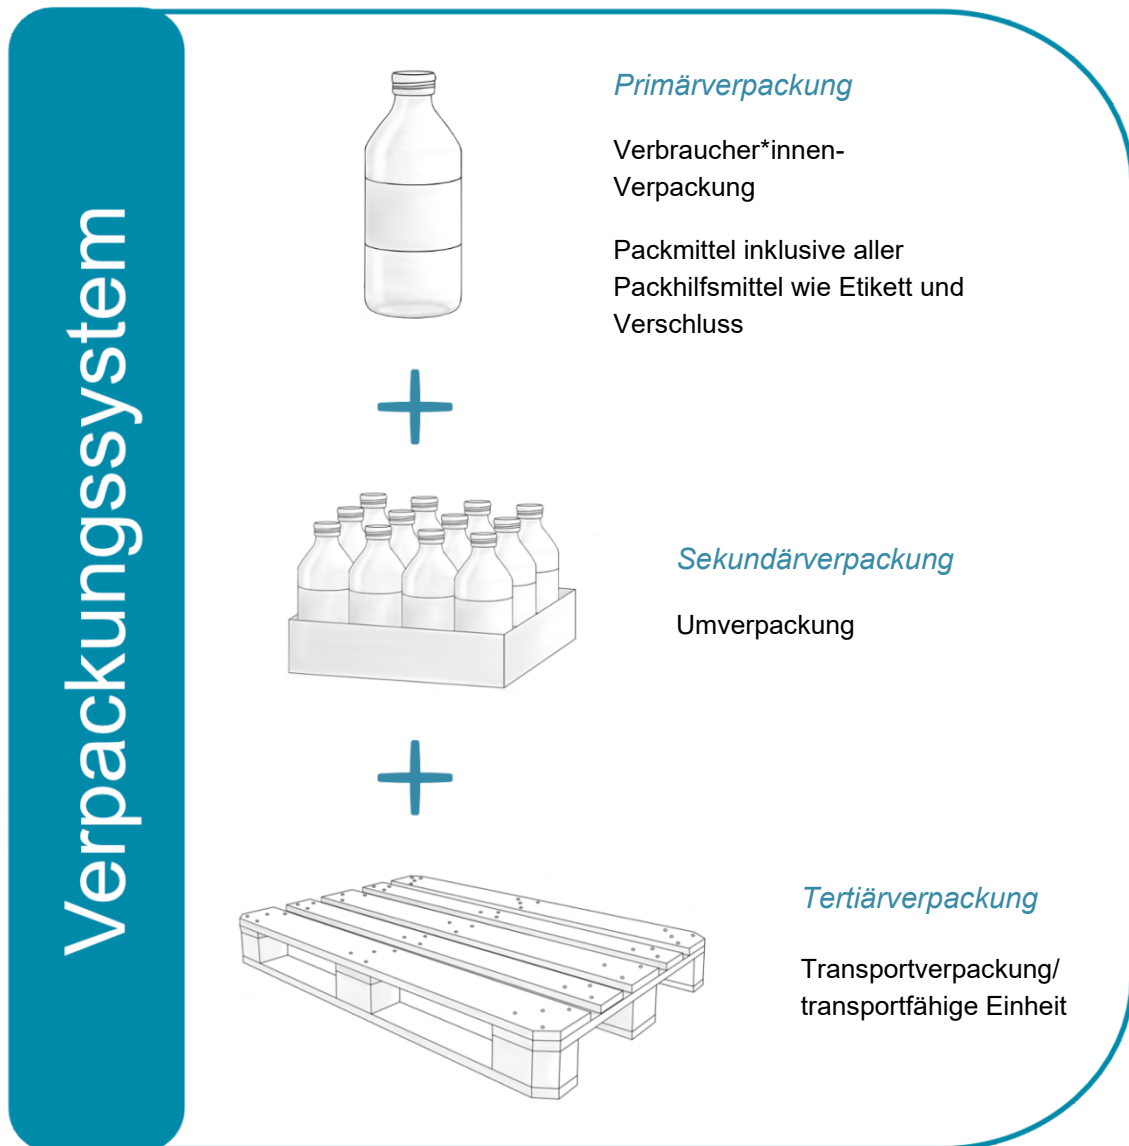 Verpackungssystem
Primärverpackung
Verbraucher*innen-
Verpackung
Packmittel inklusive aller
Packhilfsmittel wie Etikett und
Verschluss
Sekundärverpackung
Umverpackung
Tertiärverpackung
Transportverpackung/
transportfähige Einheit